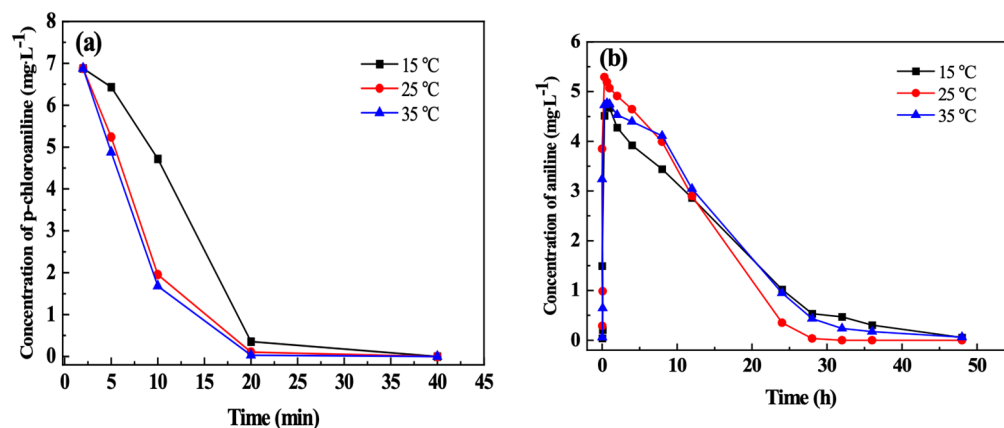 (a)
Concentration of p-chloroaniline (mg·L⁻¹)
8
7
6
5
4
3
2
1
0
15 °C
25 °C
35 °C
0 5 10 15 20 25 30 35 40 45
Time (min)
(b)
Concentration of aniline (mg·L⁻¹)
6
5
4
3
2
1
0
15 °C
25 °C
35 °C
0 10 20 30 40 50
Time (h)